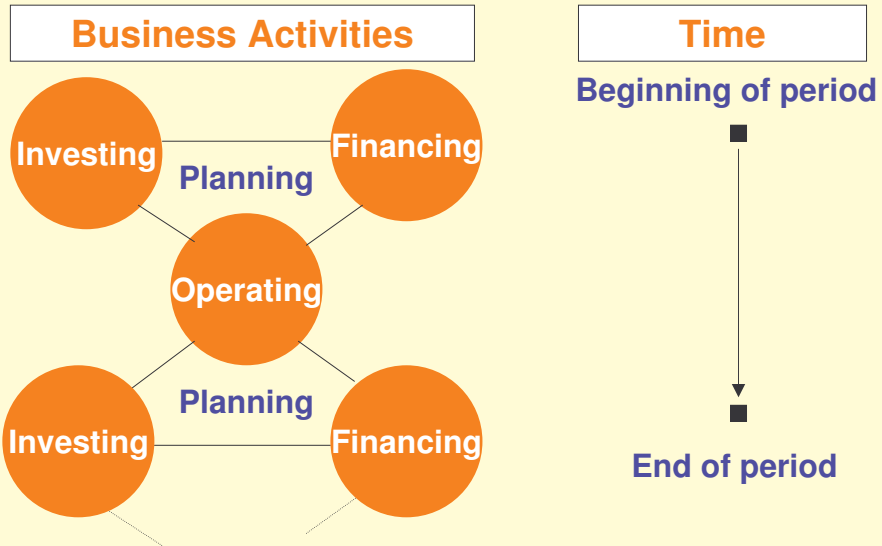 Business Activities
Time
Beginning of period
Investing
Financing
Planning
Operating
Planning
Investing
Financing
End of period